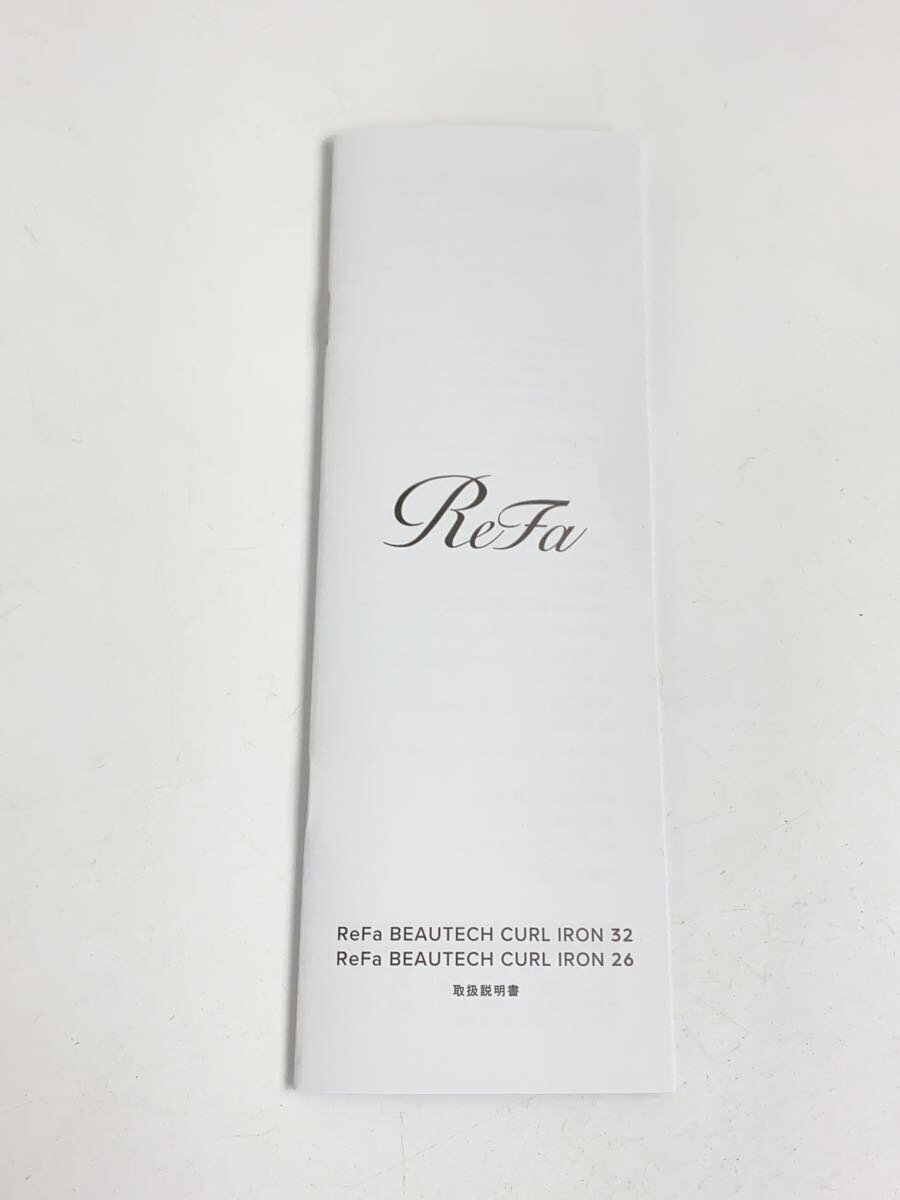 ReFa
ReFa BEAUTECH CURL IRON 32
ReFa BEAUTECH CURL IRON 26
取扱説明書